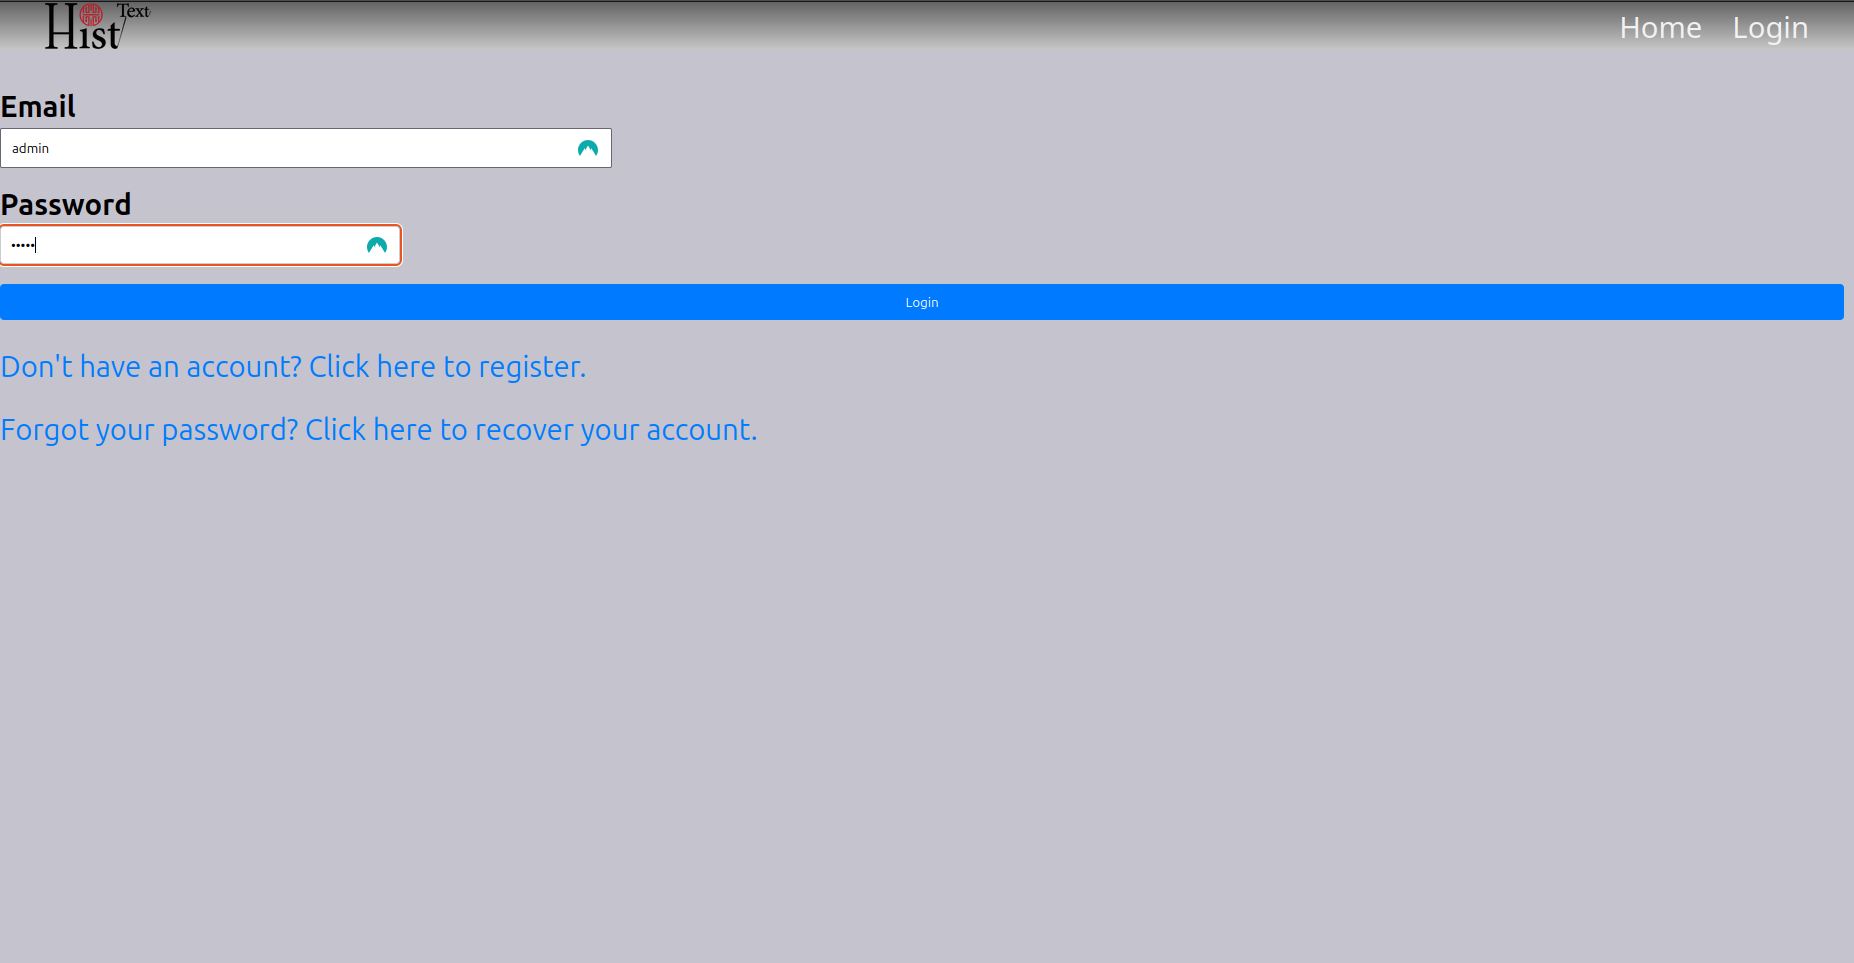 Hist Text
Home Login
Email
admin
Password
•••••
Login
Don't have an account? Click here to register.
Forgot your password? Click here to recover your account.